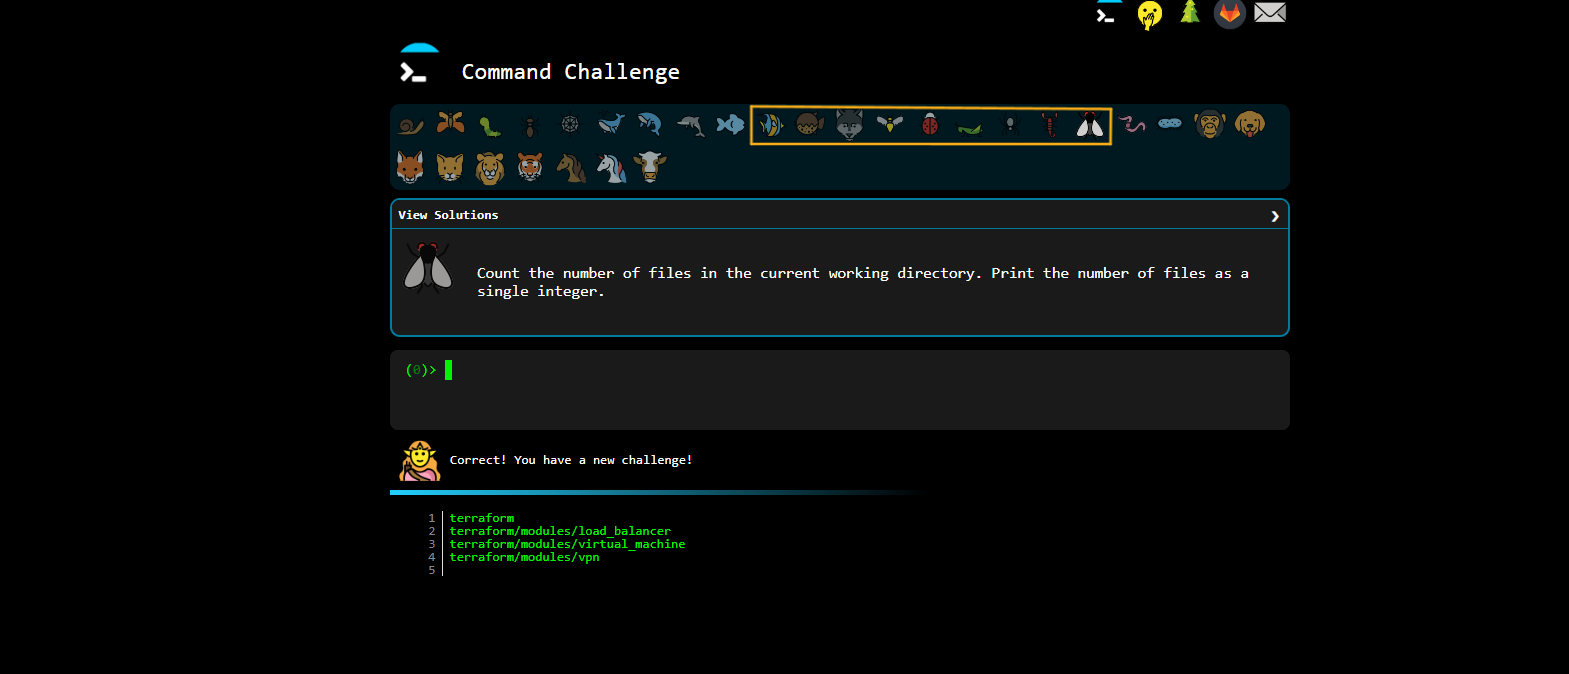 Command Challenge
View Solutions
Count the number of files in the current working directory. Print the number of files as a
single integer.
(0)>
Correct! You have a new challenge!
1 terraform
2 terraform/modules/load_balancer
3 terraform/modules/virtual_machine
4 terraform/modules/vpn
5